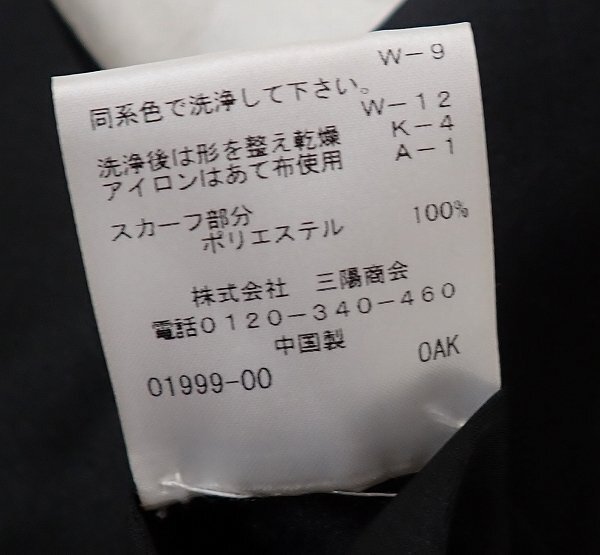 W－9
同系色で洗浄して下さい。
W－12
洗浄後は形を整え乾燥 K－4
アイロンはあて布使用 A－1
スカーフ部分
ポリエステル 100%
株式会社 三陽商会
電話０１２０－３４０－４６０
中国製
01999-00 OAK